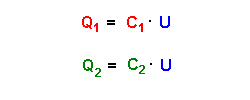 Q₁ = C₁· U
Q₂ = C₂· U